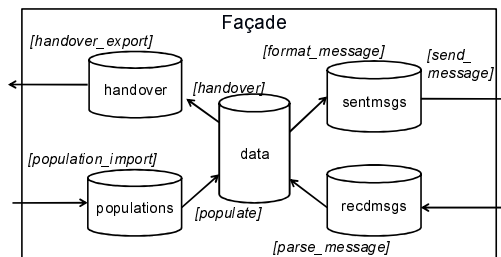 Façade
[handover_export]
[format_message]
[send_
message]
handover
[handover]
sentmsgs
data
[population_import]
populations
[populate]
recdmsgs
[parse_message]